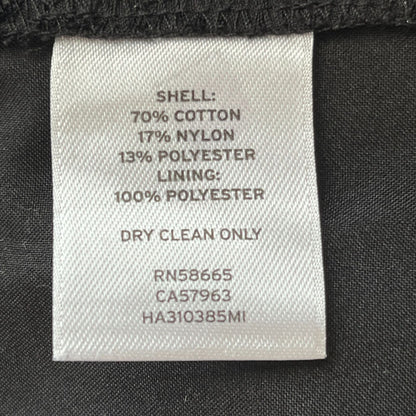 SHELL:
70% COTTON
17% NYLON
13% POLYESTER
LINING:
100% POLYESTER
DRY CLEAN ONLY
RN58665
CA57963
HA310385MI